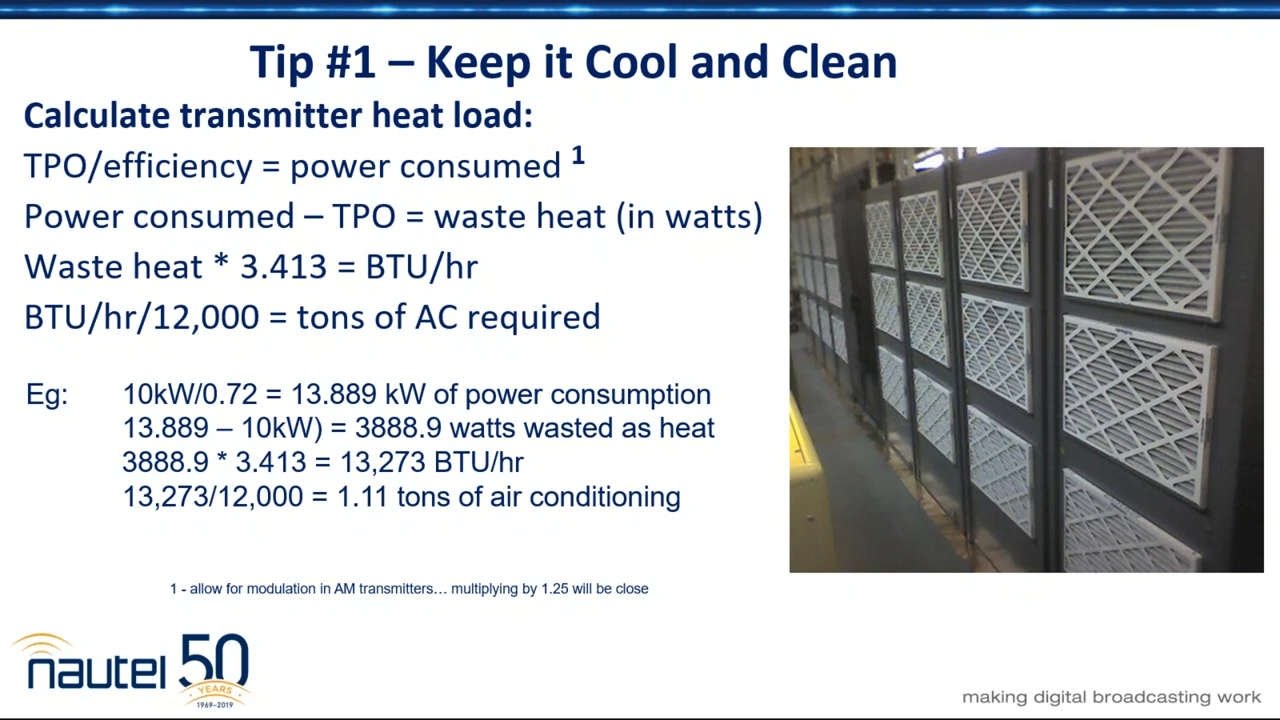 Tip #1 – Keep it Cool and Clean
Calculate transmitter heat load:
TPO/efficiency = power consumed 1
Power consumed – TPO = waste heat (in watts)
Waste heat * 3.413 = BTU/hr
BTU/hr/12,000 = tons of AC required
Eg: 10kW/0.72 = 13.889 kW of power consumption
13.889 – 10kW) = 3888.9 watts wasted as heat
3888.9 * 3.413 = 13,273 BTU/hr
13,273/12,000 = 1.11 tons of air conditioning
1 - allow for modulation in AM transmitters… multiplying by 1.25 will be close
nautel 50
YEARS
1969–2019
making digital broadcasting work